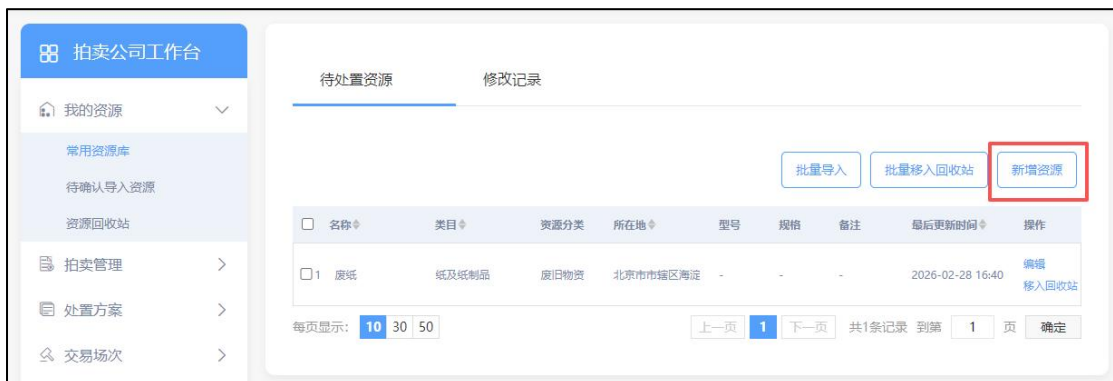 拍卖公司工作台
我的资源
常用资源库
待确认导入资源
资源回收站
拍卖管理
处置方案
交易场次
待处置资源 修改记录
批量导入 批量移入回收站 新增资源
名称 类目 资源分类 所在地 型号 规格 备注 最后更新时间 操作
1 废纸 纸及纸制品 废旧物资 北京市市辖区海淀 - - - 2026-02-28 16:40 编辑
移入回收站
每页显示: 10 30 50 上一页 1 下一页 共1条记录 到第 1 页 确定